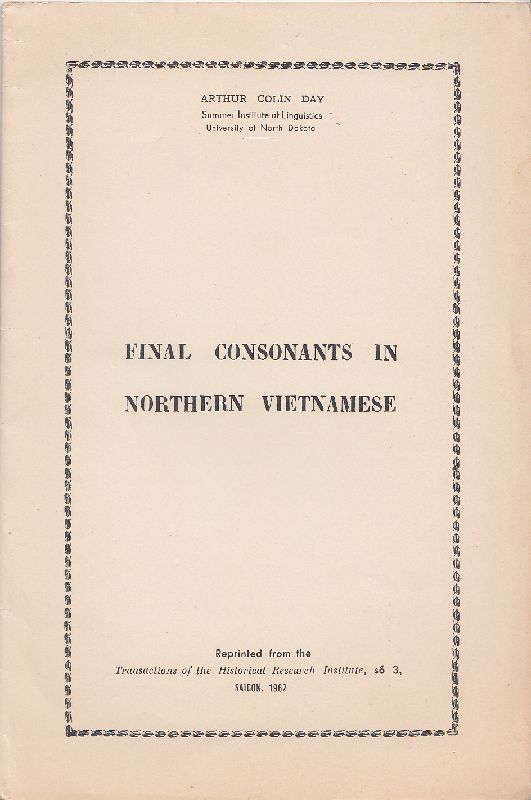 ARTHUR COLIN DAY
Summer Institute of Linguistics
University of North Dakota
FINAL CONSONANTS IN
NORTHERN VIETNAMESE
Reprinted from the
Transactions of the Historical Research Institute, số 3,
SAIGON, 1962